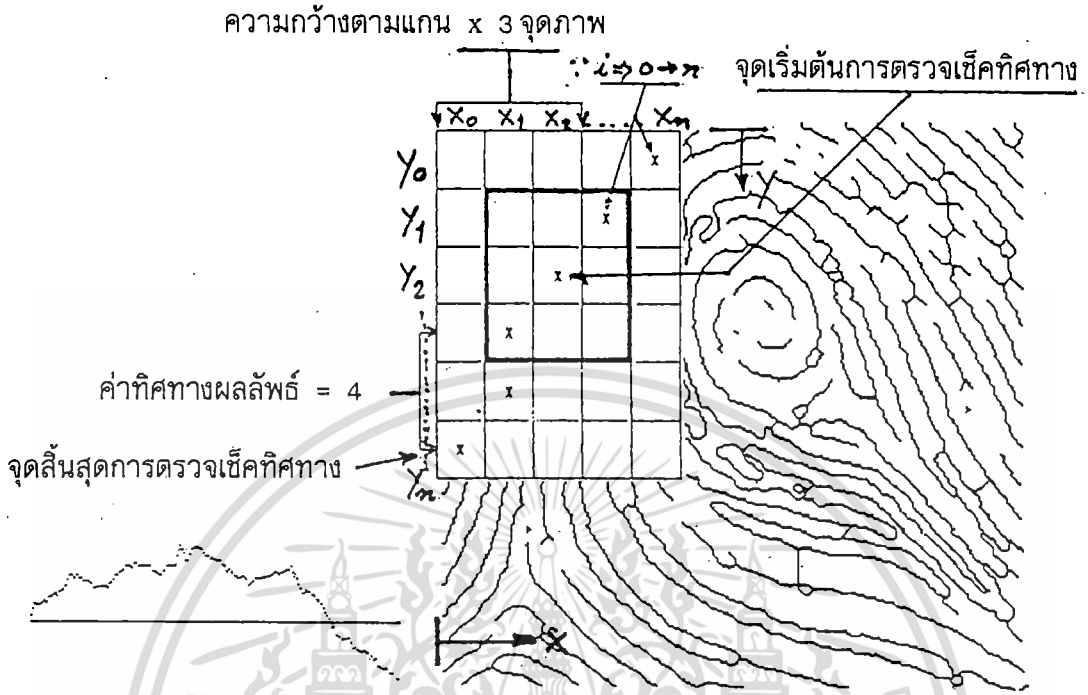 ความกว้างตามแกน x 3 จุดภาพ
∵ i⇒0→n
จุดเริ่มต้นการตรวจเช็คทิศทาง
X₀ X₁ X₂ .... Xₙ
Y₀ x
Y₁ x
Y₂ x
x
ค่าทิศทางผลลัพธ์ = 4 x
จุดสิ้นสุดการตรวจเช็คทิศทาง x
Yₙ
Y
X